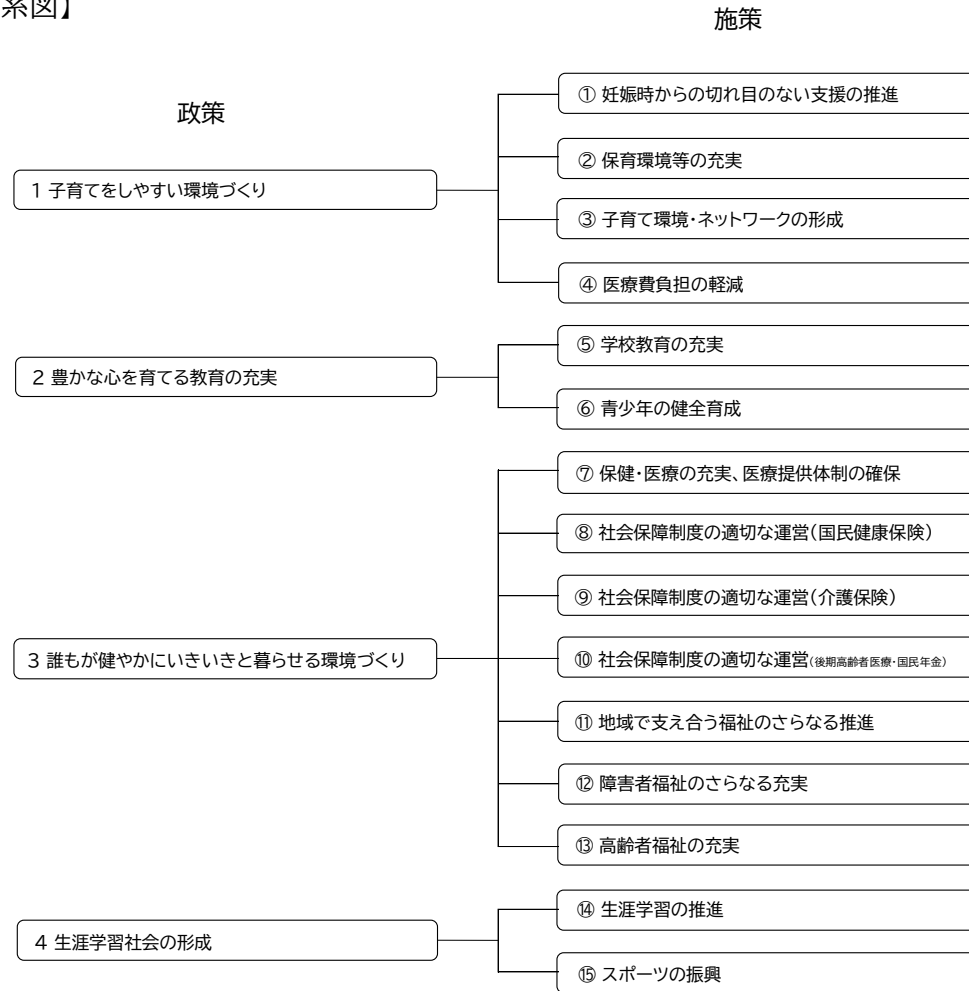 系図】
施策
政策
1 子育てをしやすい環境づくり
① 妊娠時からの切れ目のない支援の推進
② 保育環境等の充実
③ 子育て環境・ネットワークの形成
④ 医療費負担の軽減
2 豊かな心を育てる教育の充実
⑤ 学校教育の充実
⑥ 青少年の健全育成
3 誰もが健やかにいきいきと暮らせる環境づくり
⑦ 保健・医療の充実、医療提供体制の確保
⑧ 社会保障制度の適切な運営(国民健康保険)
⑨ 社会保障制度の適切な運営(介護保険)
⑩ 社会保障制度の適切な運営(後期高齢者医療・国民年金)
⑪ 地域で支え合う福祉のさらなる推進
⑫ 障害者福祉のさらなる充実
⑬ 高齢者福祉の充実
4 生涯学習社会の形成
⑭ 生涯学習の推進
⑮ スポーツの振興